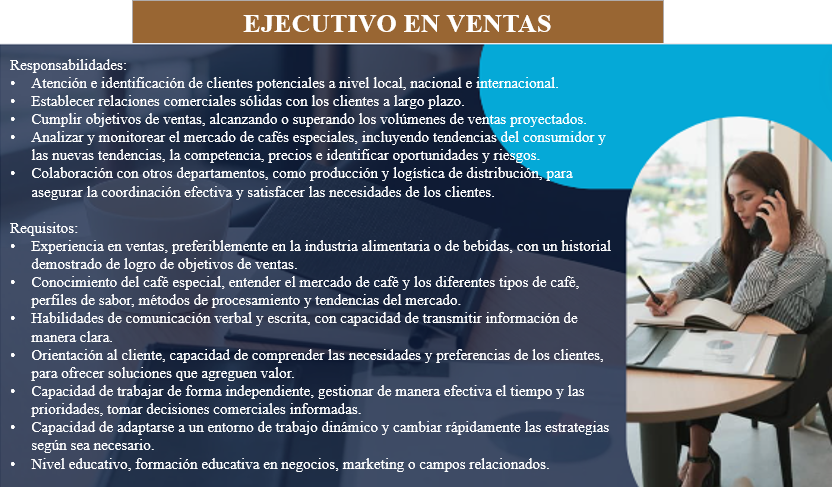 EJECUTIVO EN VENTAS
Responsabilidades:
• Atención e identificación de clientes potenciales a nivel local, nacional e internacional.
• Establecer relaciones comerciales sólidas con los clientes a largo plazo.
• Cumplir objetivos de ventas, alcanzando o superando los volúmenes de ventas proyectados.
• Analizar y monitorear el mercado de cafés especiales, incluyendo tendencias del consumidor y
las nuevas tendencias, la competencia, precios e identificar oportunidades y riesgos.
• Colaboración con otros departamentos, como producción y logística de distribución, para
asegurar la coordinación efectiva y satisfacer las necesidades de los clientes.
Requisitos:
• Experiencia en ventas, preferiblemente en la industria alimentaria o de bebidas, con un historial
demostrado de logro de objetivos de ventas.
• Conocimiento del café especial, entender el mercado de café y los diferentes tipos de café,
perfiles de sabor, métodos de procesamiento y tendencias del mercado.
• Habilidades de comunicación verbal y escrita, con capacidad de transmitir información de
manera clara.
• Orientación al cliente, capacidad de comprender las necesidades y preferencias de los clientes,
para ofrecer soluciones que agreguen valor.
• Capacidad de trabajar de forma independiente, gestionar de manera efectiva el tiempo y las
prioridades, tomar decisiones comerciales informadas.
• Capacidad de adaptarse a un entorno de trabajo dinámico y cambiar rápidamente las estrategias
según sea necesario.
• Nivel educativo, formación educativa en negocios, marketing o campos relacionados.